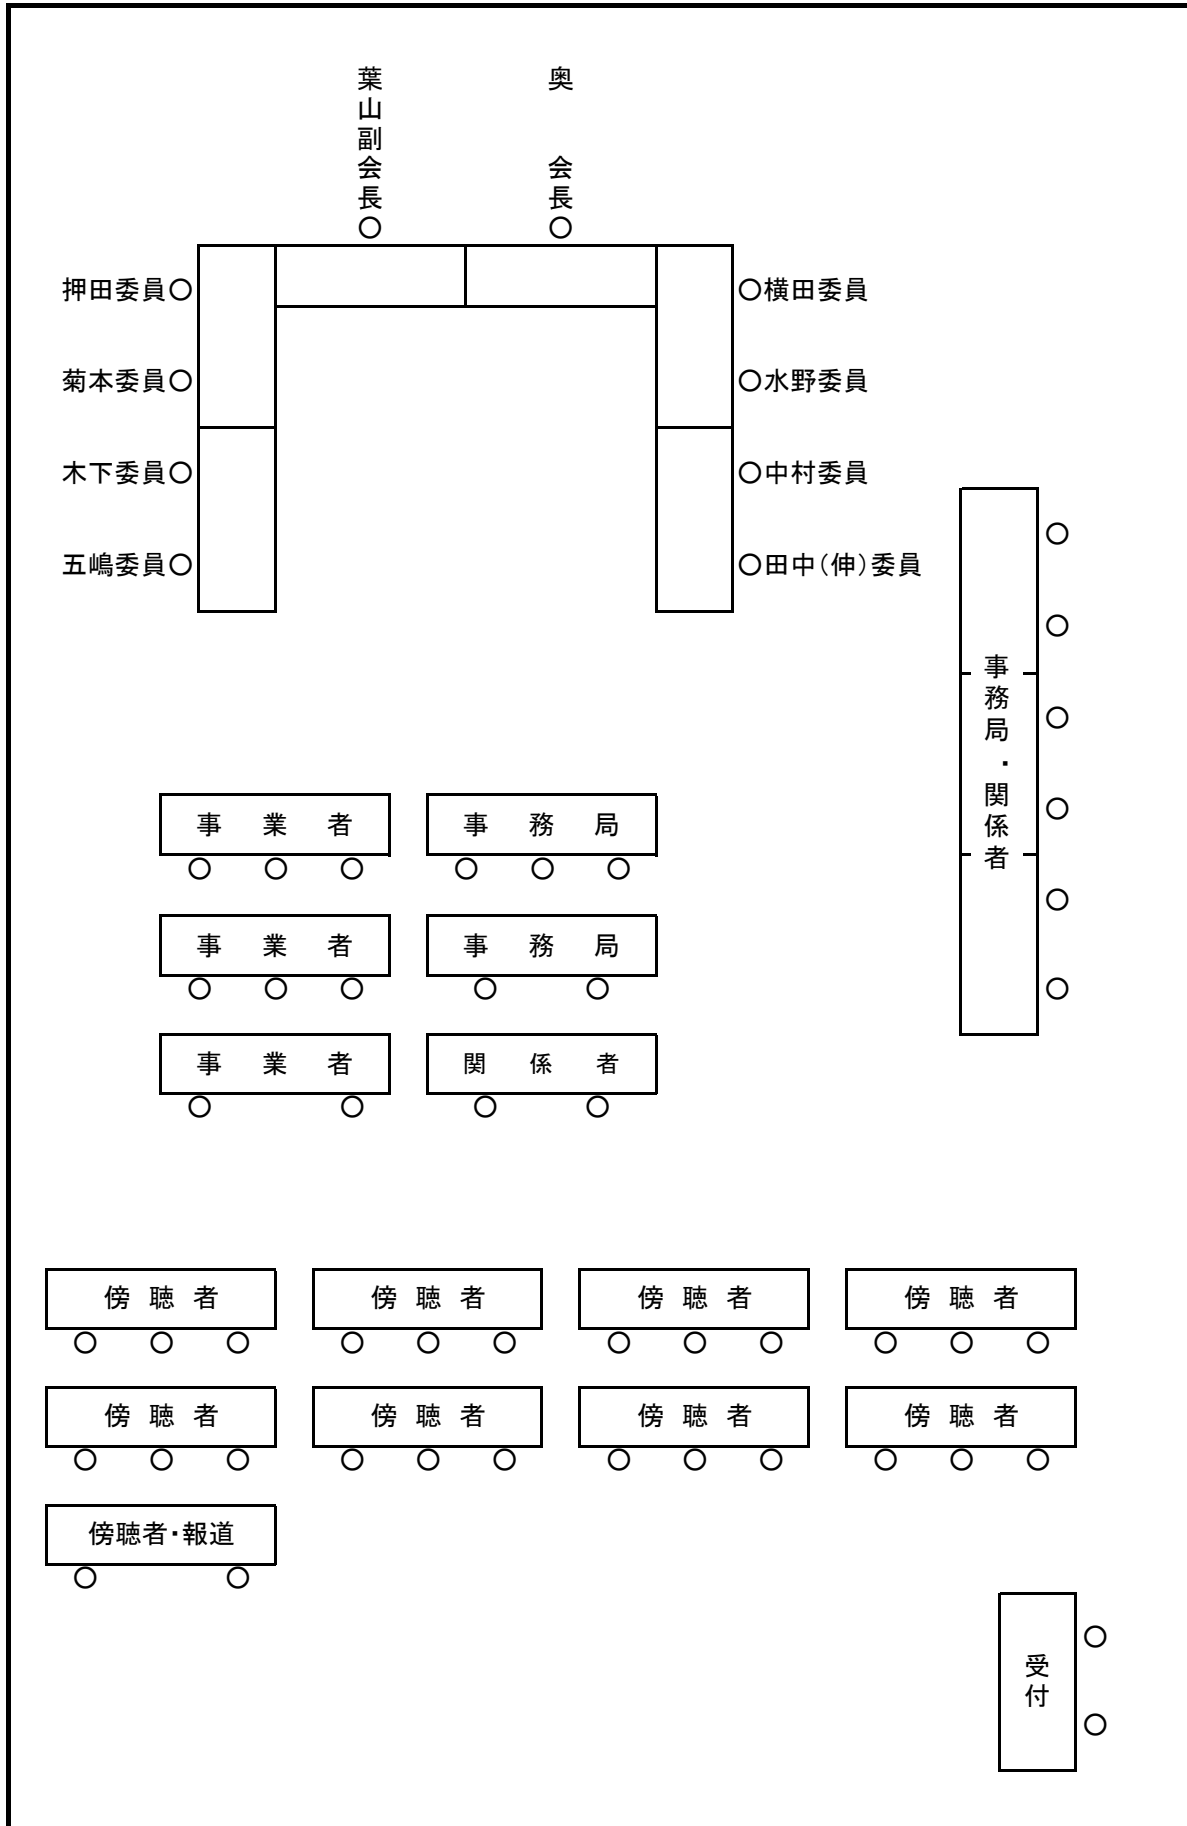 葉山副会長○
奥　会長○
押田委員○
○横田委員
菊本委員○
○水野委員
木下委員○
○中村委員
五嶋委員○
○田中（伸）委員
事務局・関係者
事　業　者
事　務　局
事　業　者
事　務　局
事　業　者
関　係　者
傍　聴　者
傍　聴　者
傍　聴　者
傍　聴　者
傍　聴　者
傍　聴　者
傍　聴　者
傍　聴　者
傍聴者・報道
受付